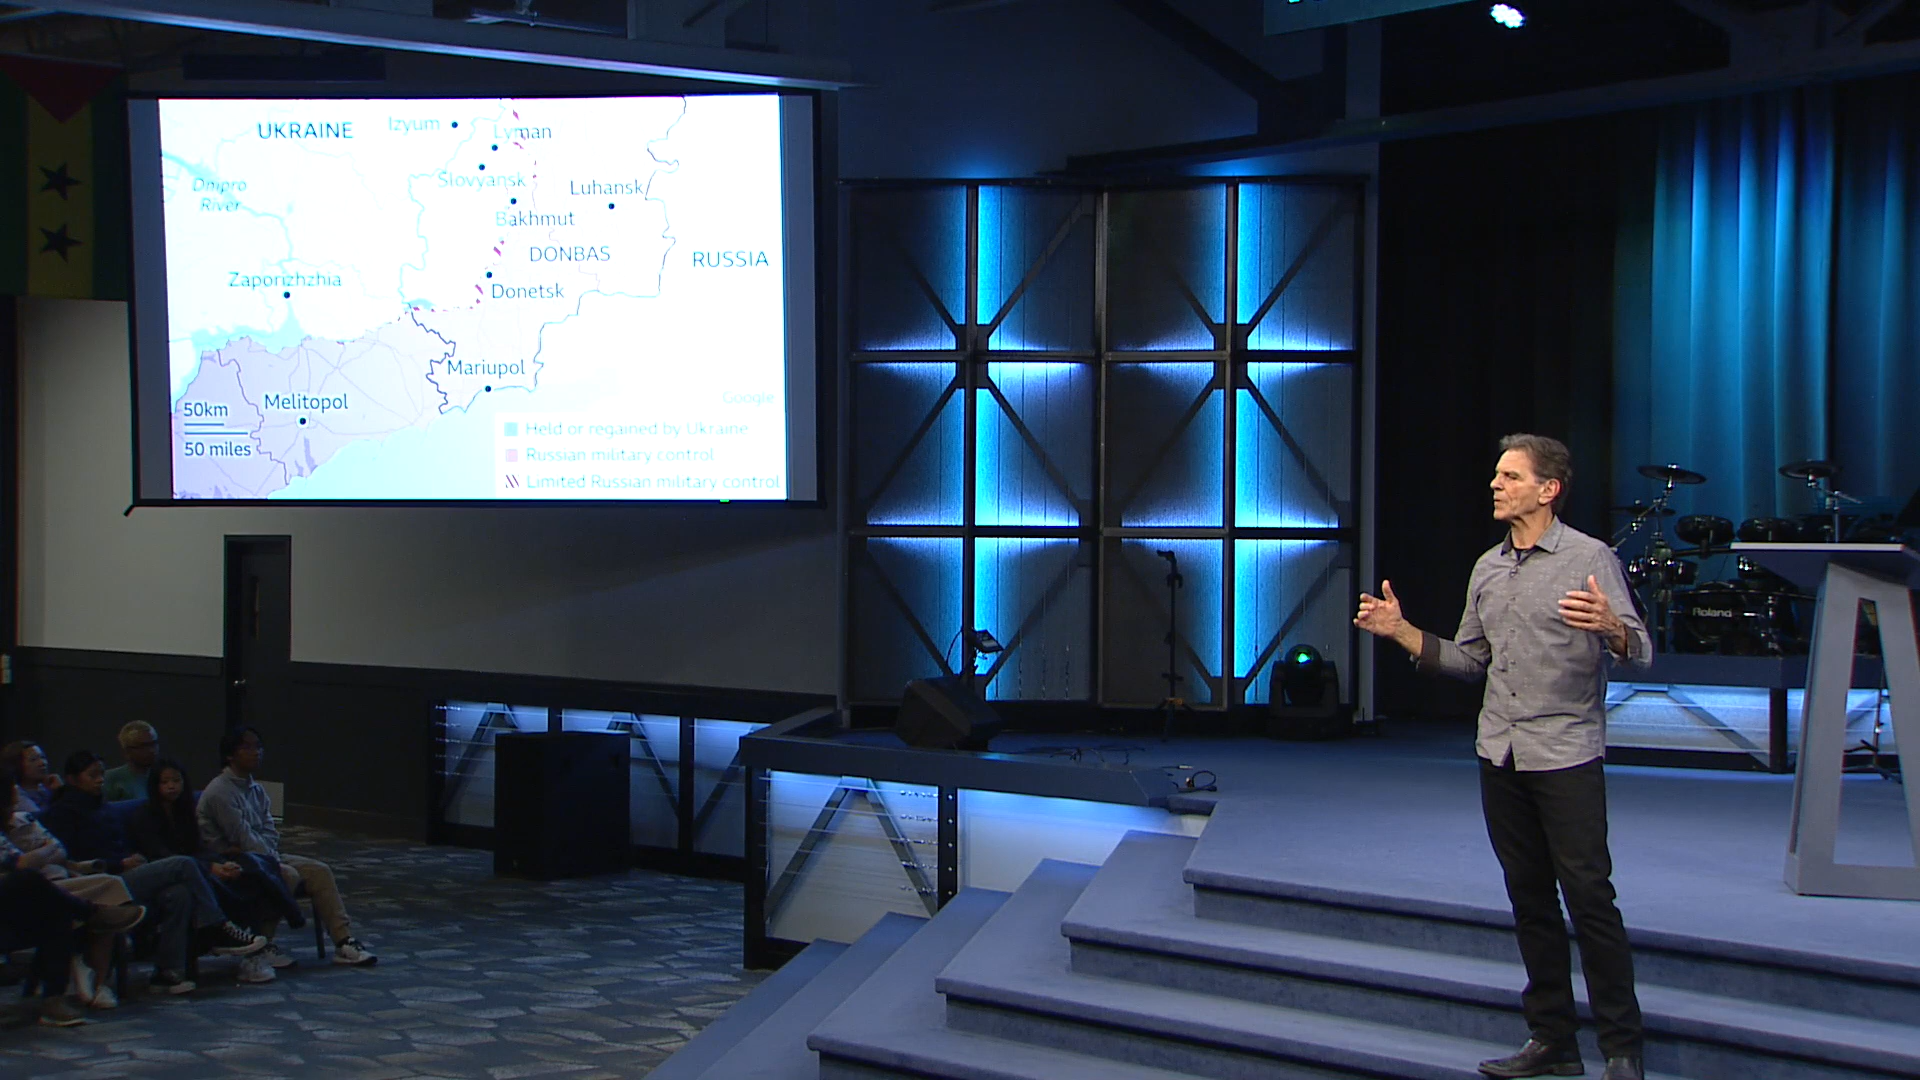 UKRAINE
Izyum
Lyman
Slovyansk
Dnipro
River
Luhansk
Bakhmut
DONBAS
RUSSIA
Zaporizhzhia
Donetsk
Mariupol
Melitopol
Google
50km
50 miles
Held or regained by Ukraine
Russian military control
Limited Russian military control
Roland